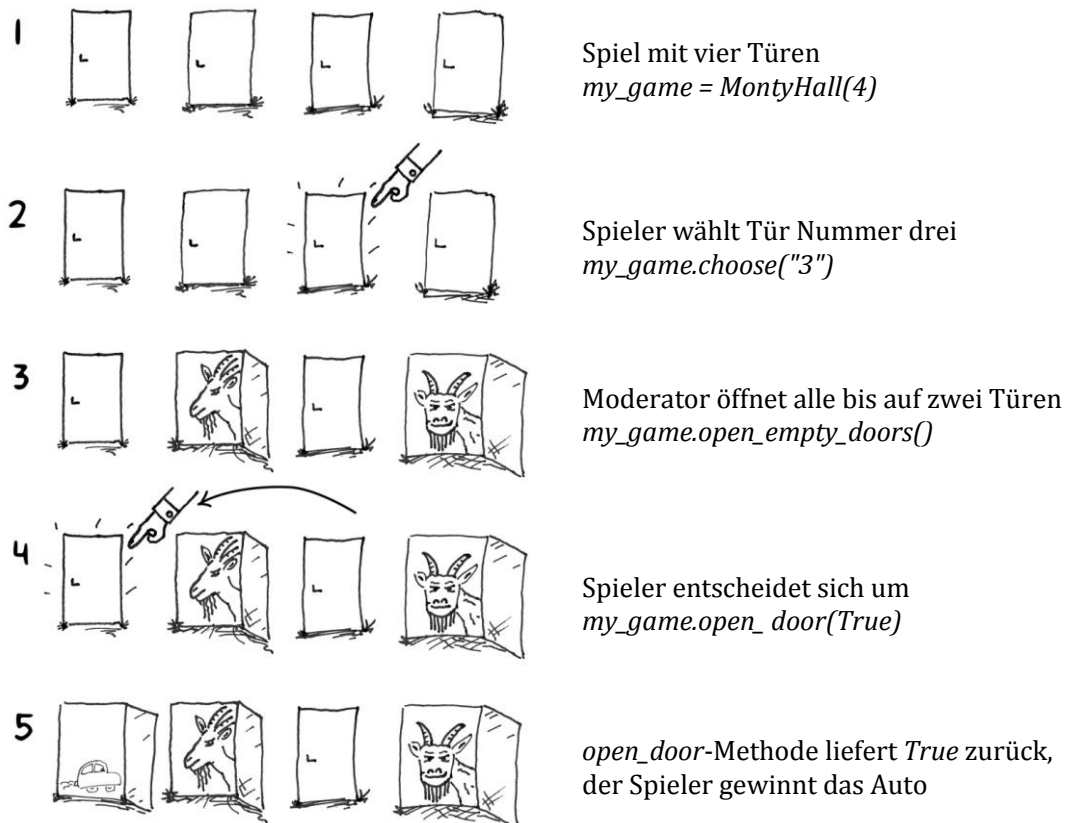 1
Spiel mit vier Türen
my_game = MontyHall(4)
2
Spieler wählt Tür Nummer drei
my_game.choose("3")
3
Moderator öffnet alle bis auf zwei Türen
my_game.open_empty_doors()
4
Spieler entscheidet sich um
my_game.open_ door(True)
5
open_door-Methode liefert True zurück,
der Spieler gewinnt das Auto